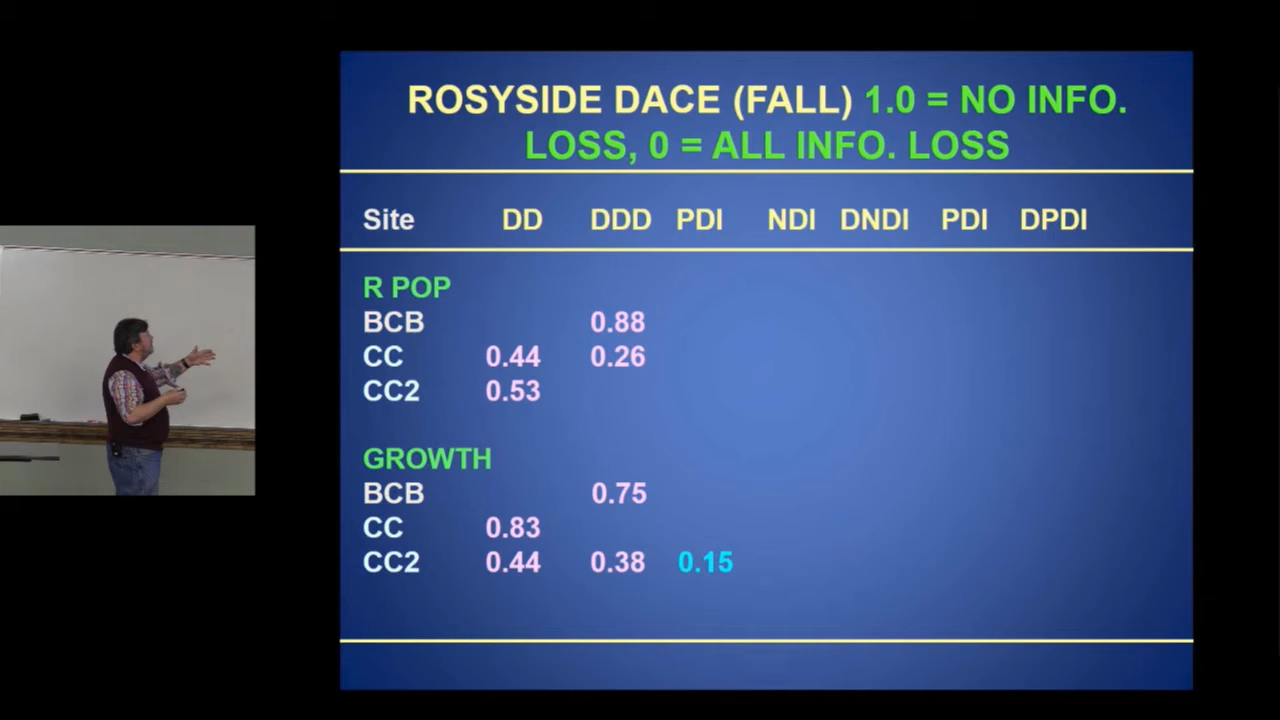 ROSYSIDE DACE (FALL) 1.0 = NO INFO.
LOSS, 0 = ALL INFO. LOSS
Site DD DDD PDI NDI DNDI PDI DPDI
R POP
BCB 0.88
CC 0.44 0.26
CC2 0.53
GROWTH
BCB 0.75
CC 0.83
CC2 0.44 0.38 0.15